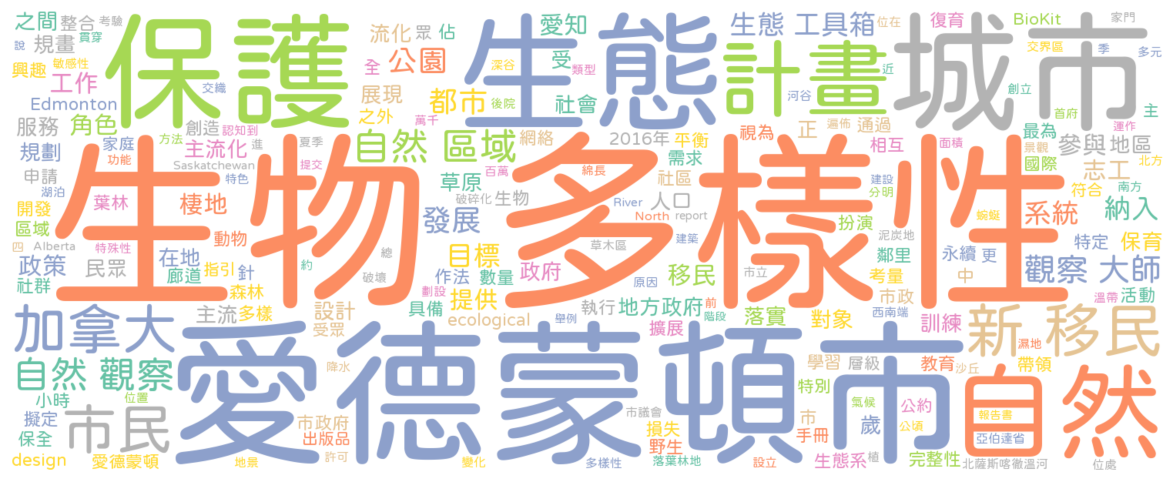 之間 整合 考驗
說 規畫 貫穿
興趣 敏感性
工作
Edmonton 交織
服務 角色
保護
流化 眾 佔
全 公園
展現
之外 都市
萬千
生態
愛知
深谷 受 類型
後院 社會
生態 工具箱
計畫
近
河谷
位在 復育 BioKit 家門
交界區 季 多元
城市
創立 主
首府 運作
規劃 家庭 創造 認知到
方法 進 夏季
功能 主流化
申請 Saskatchewan 提交
湖泊 特色
自然 區域
網絡 2016年 平衡
視為 正 遍佈 通過
相互 面積
最為 景觀 參與 地區
國際 志工 北方
百萬 需求
草原 綿長 社區
破碎化 生物 River 人口
North report
建設 分明
符合 南方
葉林 棲地
開發
區域 動物
四 Alberta 特殊性
生物 多樣性
發展
總
草木區 建築
扮演
泥炭地
蜿蜒 系統 納入
特定 保育
政策 民眾 在地
廊道 指引 針
社群 森林 約 破壞
目標
作法 數量 政府
原因
移民
市立 鄰里
考量
永續 更
中
觀察 大師
溫帶 活動
劃設
主流 多樣 設計
受眾 具備 提供
ecological 舉例
執行 地方政府 前
擴展 階段
落實 市政
對象 西南端
訓練
加拿大
新 移民
自然 觀察
小時 位置
擬定
保全 市民
design 愛德蒙頓
降水
愛德蒙頓市
學習 層級 教育
濕地
帶領
沙丘
特別
氣候 公約
自然
市政府 出版品
地景 許可
變化
市議會
損失
野生
落葉林地
多樣性
設立
市
手冊 歲 公頃
生態系 植 完整性
報告書
亞伯達省
北薩斯喀徹溫河
位處